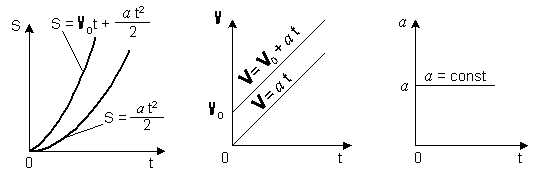 S
S = V₀t + at²/2
S = at²/2
0
t
V
V₀
V=V₀+at
V=at
0
t
a
a
a = const
0
t